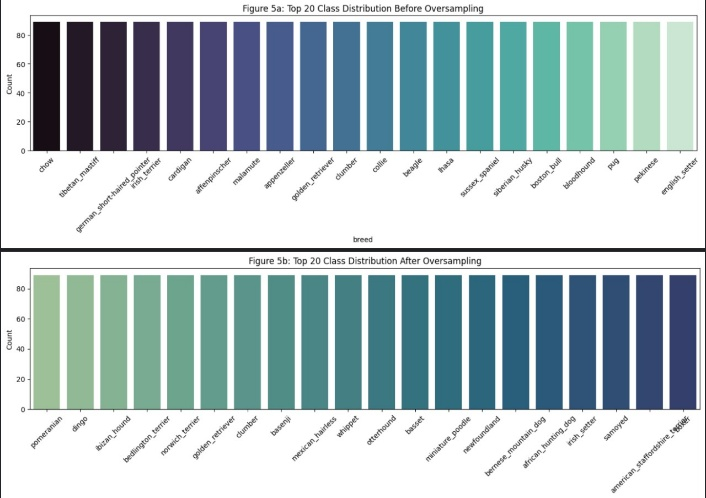 Figure 5a: Top 20 Class Distribution Before Oversampling
Count
80
60
40
20
0
chow
tibetan_mastiff
german_short-haired_pointer
irish_terrier
cardigan
affenpinscher
malamute
appenzeller
golden_retriever
clumber
collie
beagle
lhasa
sussex_spaniel
siberian_husky
boston_bull
bloodhound
pug
pekinese
english_setter
breed
Figure 5b: Top 20 Class Distribution After Oversampling
Count
80
60
40
20
0
pomeranian
dingo
ibizan_hound
bedlington_terrier
norwich_terrier
golden_retriever
clumber
basenji
mexican_hairless
whippet
otterhound
basset
miniature_poodle
newfoundland
bernese_mountain_dog
african_hunting_dog
irish_setter
samoyed
american_staffordshire_terrier
boxer